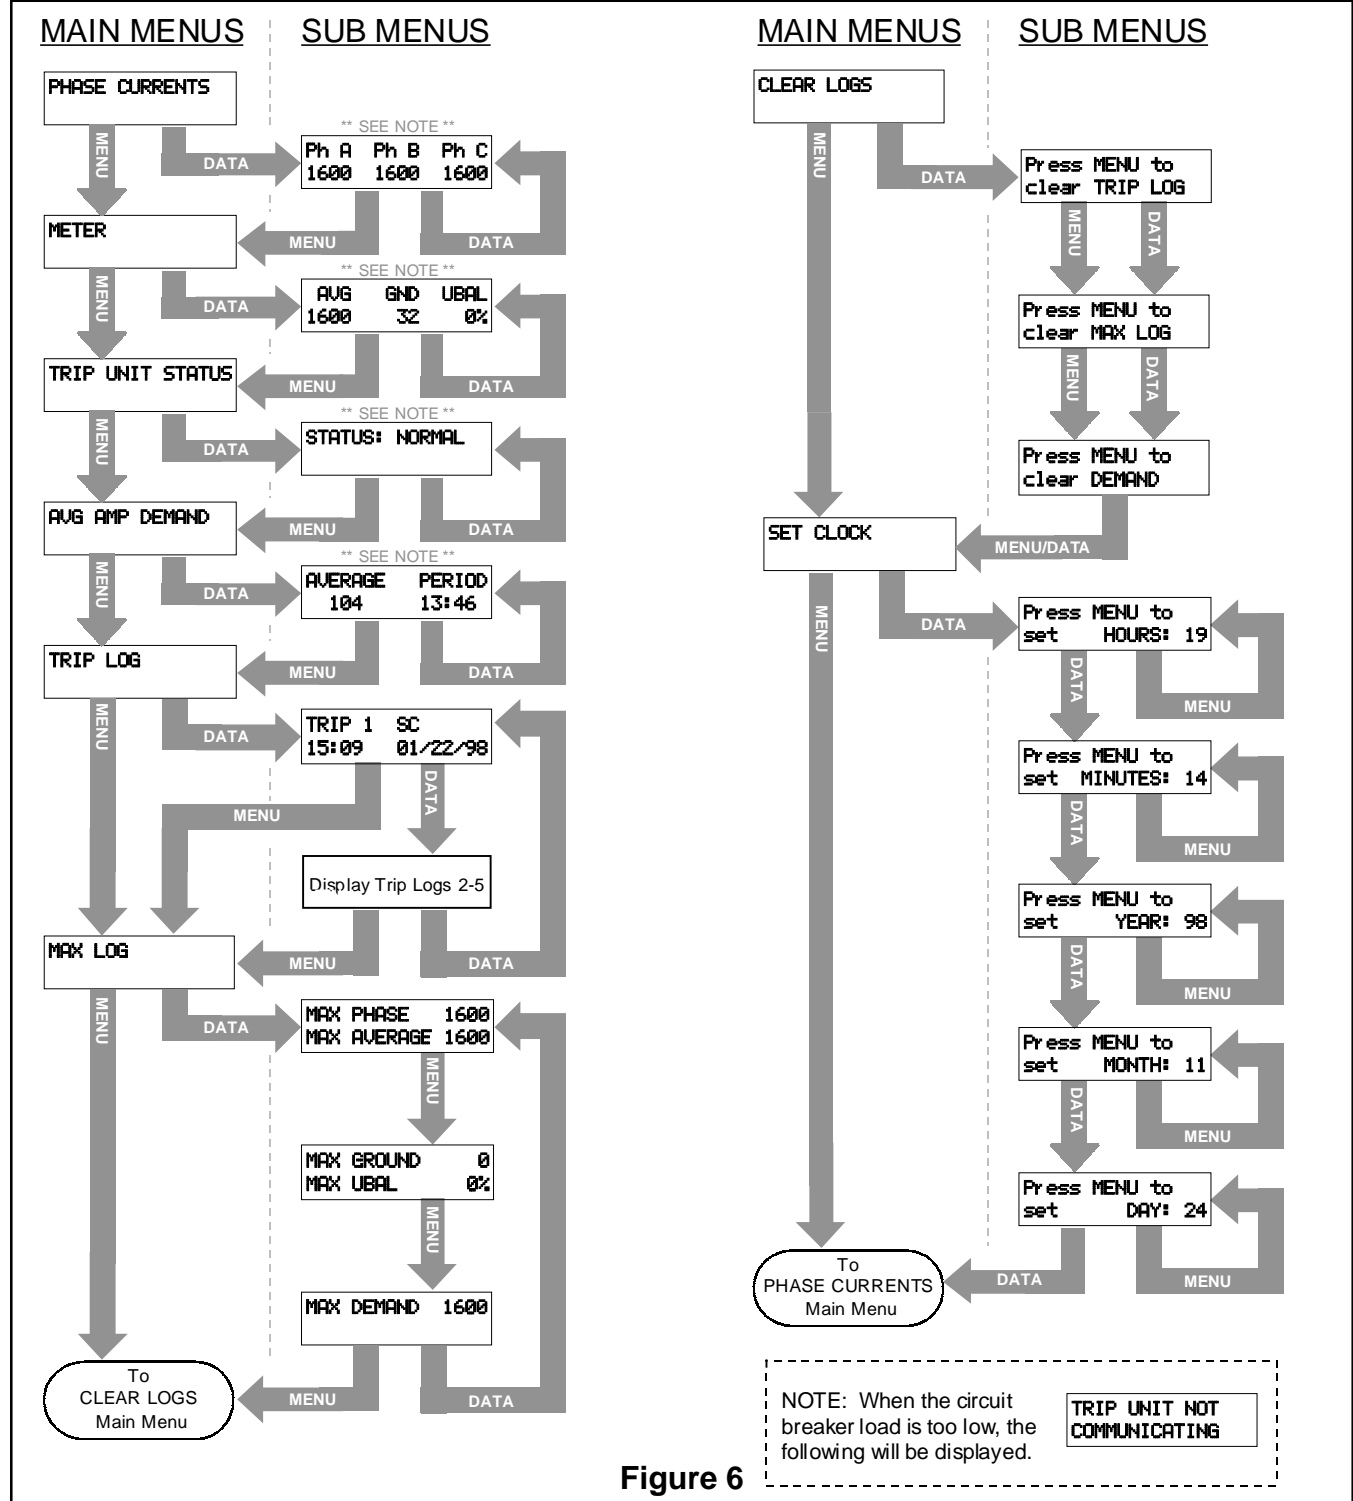 MAIN MENUS
SUB MENUS
PHASE CURRENTS
MENU
DATA
** SEE NOTE **
Ph A Ph B Ph C
1600 1600 1600
MENU
DATA
METER
MENU
DATA
** SEE NOTE **
AVG GND UBAL
1600 32 0%
MENU
DATA
TRIP UNIT STATUS
MENU
DATA
** SEE NOTE **
STATUS: NORMAL
MENU
DATA
AVG AMP DEMAND
MENU
DATA
** SEE NOTE **
AVERAGE PERIOD
104 13:46
MENU
DATA
TRIP LOG
MENU
DATA
TRIP 1 SC
15:09 01/22/98
MENU
DATA
Display Trip Logs 2-5
MENU
DATA
MAX LOG
MENU
DATA
MAX PHASE 1600
MAX AVERAGE 1600
MENU
MAX GROUND 0
MAX UBAL 0%
MENU
MAX DEMAND 1600
MENU
DATA
To
CLEAR LOGS
Main Menu
MAIN MENUS
SUB MENUS
CLEAR LOGS
MENU
DATA
Press MENU to
clear TRIP LOG
MENU
DATA
Press MENU to
clear MAX LOG
MENU
DATA
Press MENU to
clear DEMAND
MENU/DATA
SET CLOCK
MENU
DATA
Press MENU to
set HOURS: 19
DATA
MENU
Press MENU to
set MINUTES: 14
DATA
MENU
Press MENU to
set YEAR: 98
DATA
MENU
Press MENU to
set MONTH: 11
DATA
MENU
Press MENU to
set DAY: 24
DATA
MENU
To
PHASE CURRENTS
Main Menu
NOTE: When the circuit
breaker load is too low, the
following will be displayed.
TRIP UNIT NOT
COMMUNICATING
Figure 6